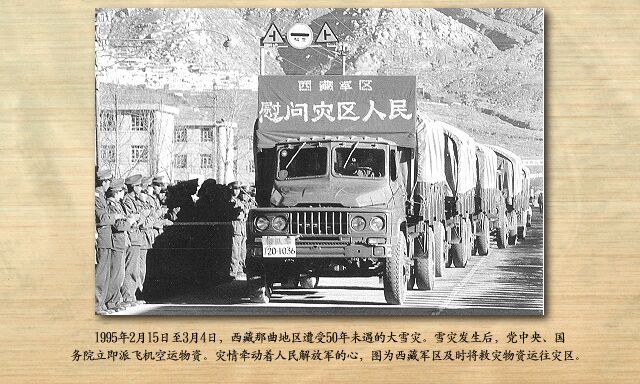 西藏军区
慰问灾区人民
120·1036
1995年2月15日至3月4日，西藏那曲地区遭受50年未遇的大雪灾。雪灾发生后，党中央、国
务院立即派飞机空运物资。灾情牵动着人民解放军的心，图为西藏军区及时将救灾物资运往灾区。